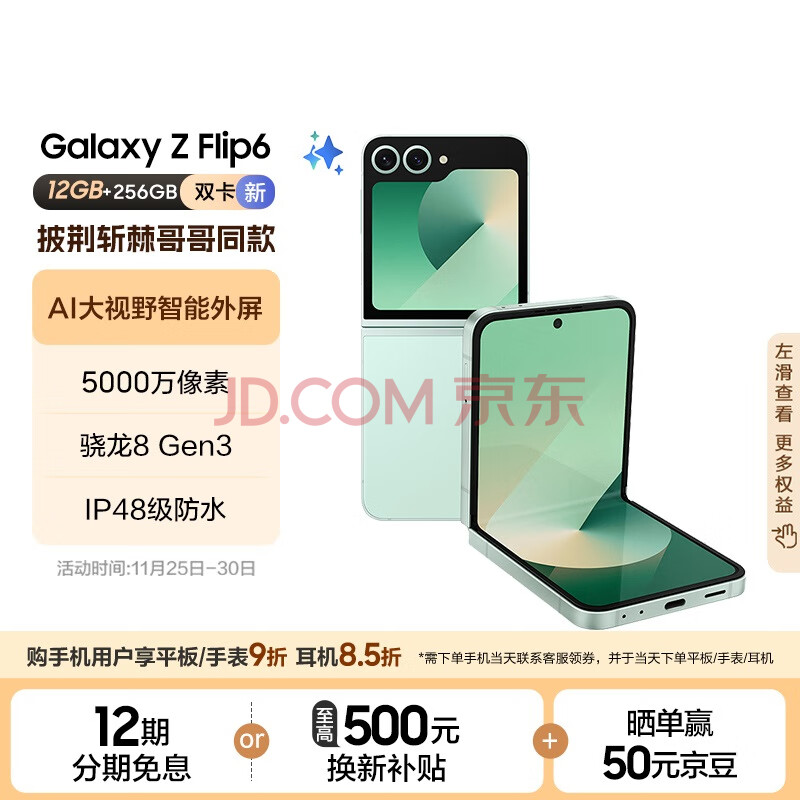 Galaxy Z Flip6
12GB+256GB 双卡 新
披荆斩棘哥哥同款
AI大视野智能外屏
5000万像素
骁龙8 Gen3
IP48级防水
活动时间:11月25日-30日
JD.COM 京东
左滑查看 更多权益
购手机用户享平板/手表9折 耳机8.5折 *需下单手机当天联系客服领券，并于当天下单平板/手表/耳机
12期
分期免息
or
至高500元
换新补贴
+
晒单赢
50元京豆